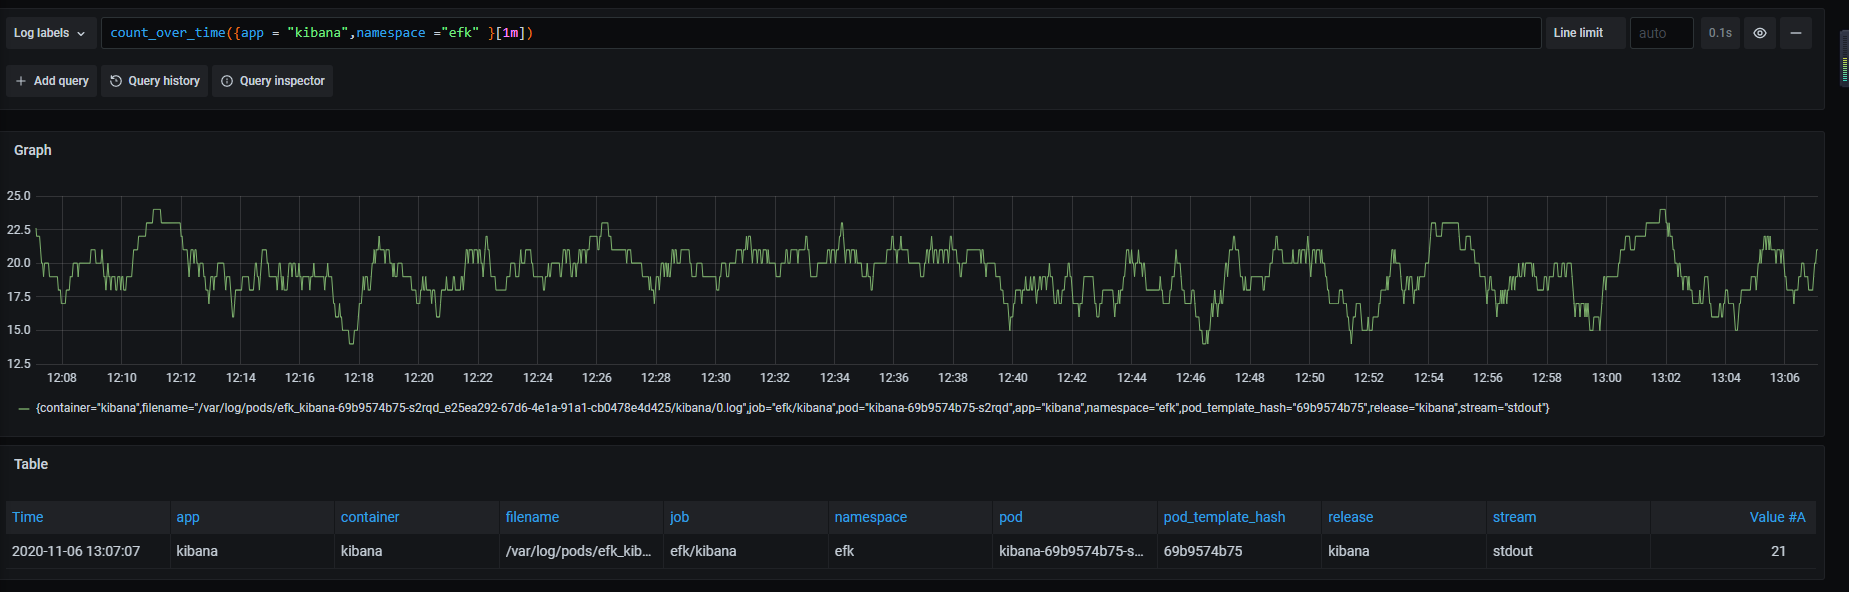 Log labels count_over_time({app = "kibana",namespace ="efk" }[1m]) Line limit auto 0.1s
Add query Query history Query inspector
Graph
25.0
22.5
20.0
17.5
15.0
12.5
12:08 12:10 12:12 12:14 12:16 12:18 12:20 12:22 12:24 12:26 12:28 12:30 12:32 12:34 12:36 12:38 12:40 12:42 12:44 12:46 12:48 12:50 12:52 12:54 12:56 12:58 13:00 13:02 13:04 13:06
{container="kibana",filename="/var/log/pods/efk_kibana-69b9574b75-s2rqd_e25ea292-67d6-4e1a-91a1-cb0478e4d425/kibana/0.log",job="efk/kibana",pod="kibana-69b9574b75-s2rqd",app="kibana",namespace="efk",pod_template_hash="69b9574b75",release="kibana",stream="stdout"}
Table
Time app container filename job namespace pod pod_template_hash release stream Value #A
2020-11-06 13:07:07 kibana kibana /var/log/pods/efk_kib... efk/kibana efk kibana-69b9574b75-s... 69b9574b75 kibana stdout 21